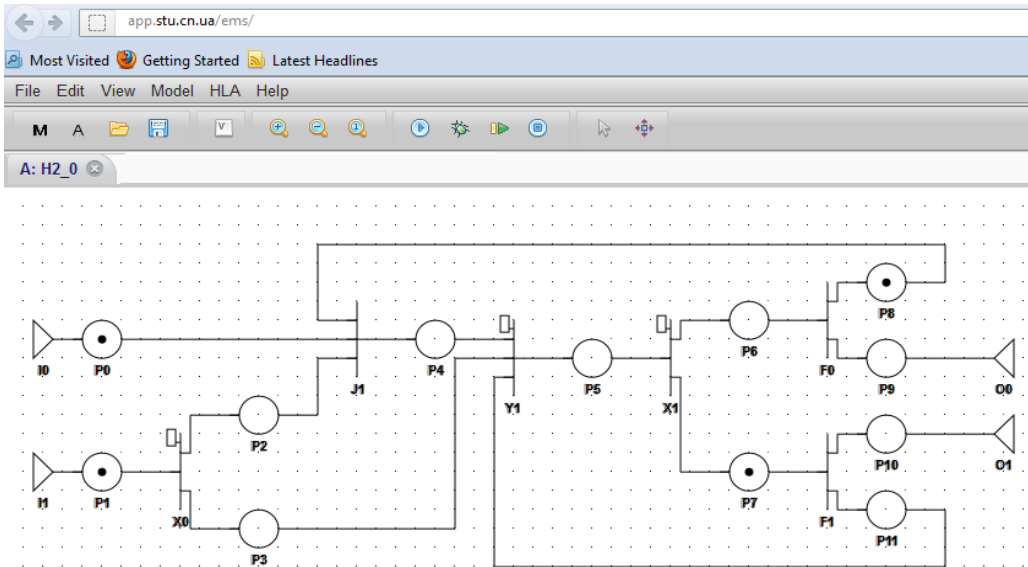 app.stu.cn.ua/ems/
Most Visited Getting Started Latest Headlines
File Edit View Model HLA Help
M A V 1
A: H2_0
P8
I0 P0 J1 P4 Y1 P5 X1 P6 F0 P9 O0
P2
I1 P1 X0 P7 F1 P10 O1
P3 P11